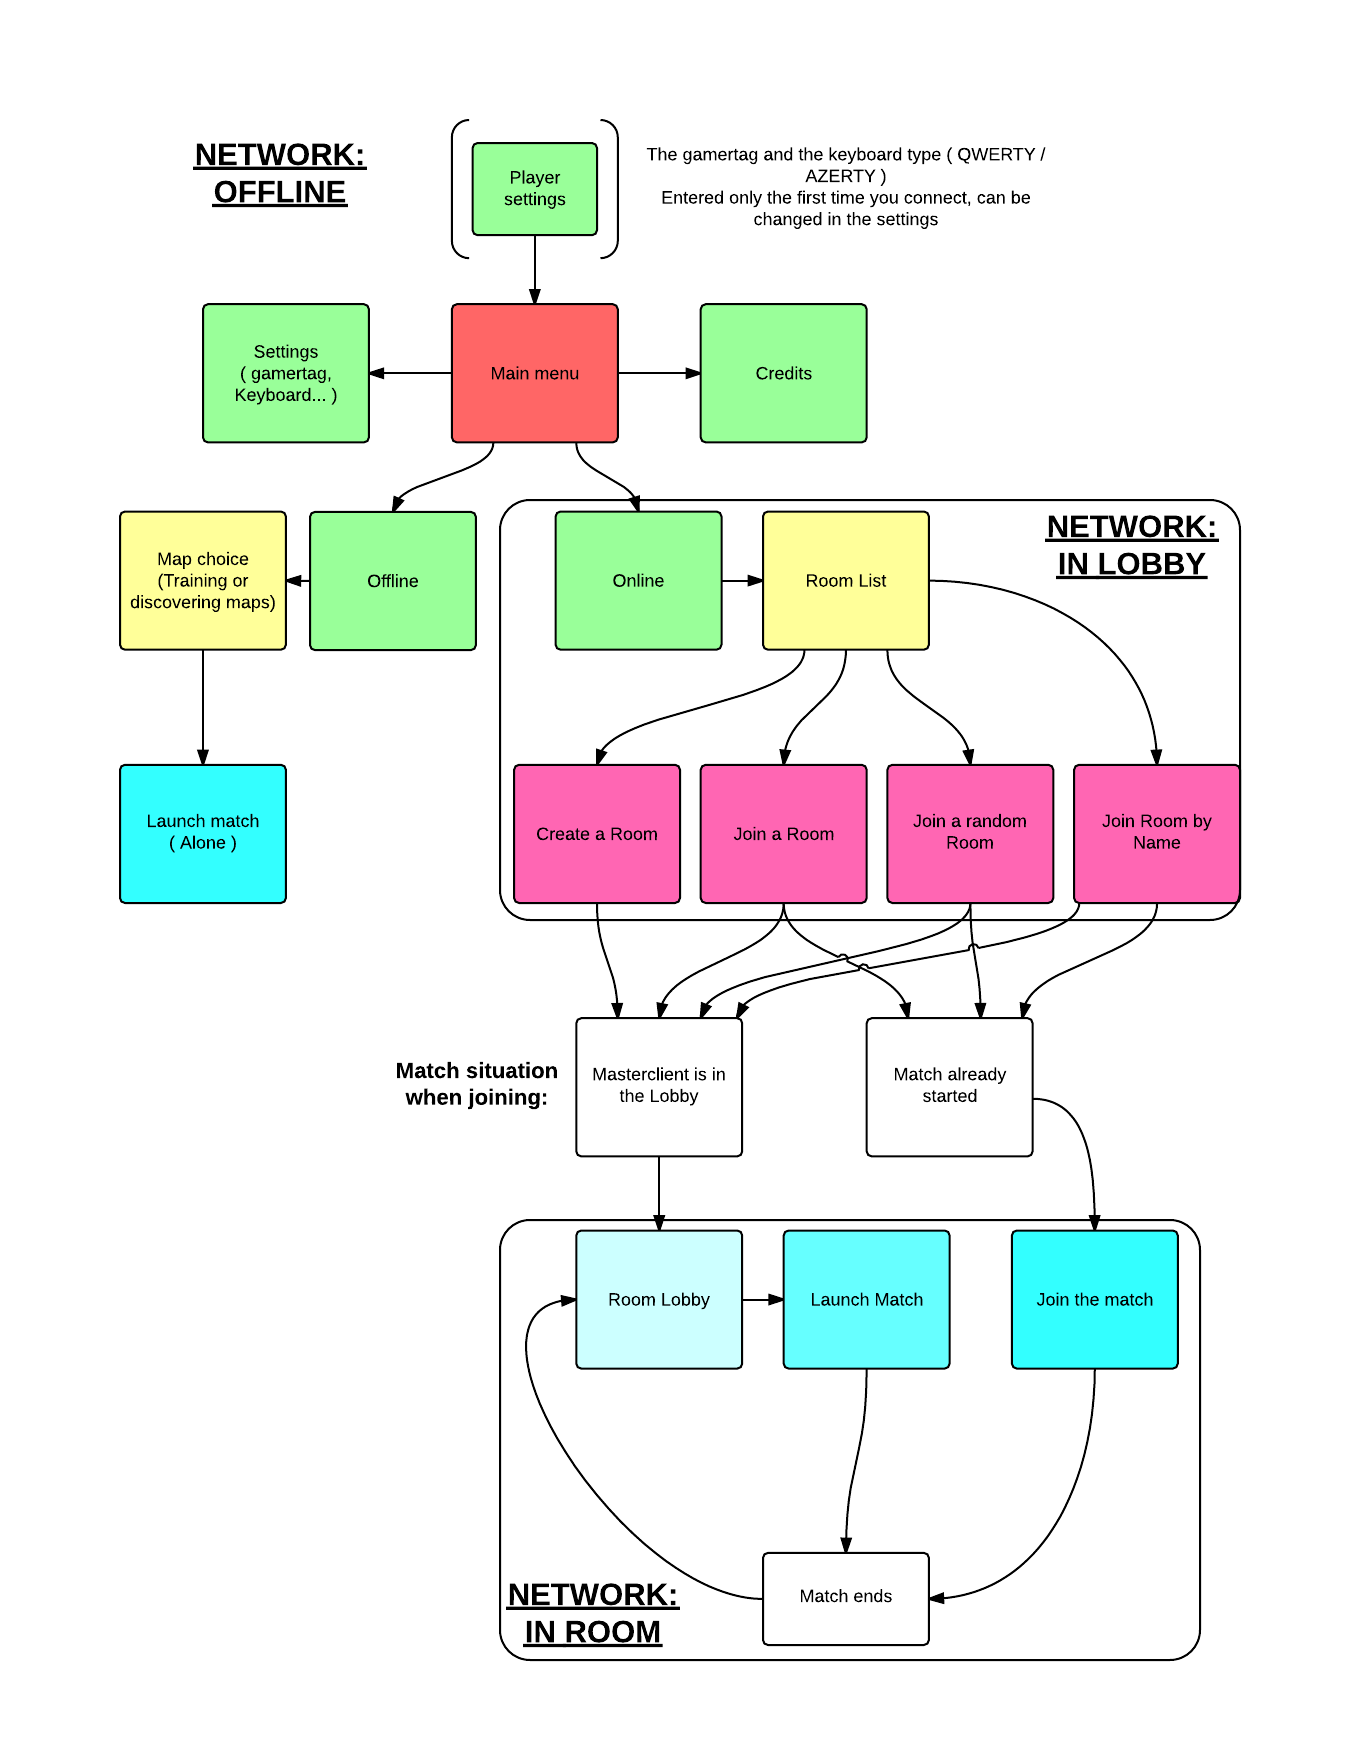 NETWORK:
OFFLINE
Player
settings
The gamertag and the keyboard type ( QWERTY /
AZERTY )
Entered only the first time you connect, can be
changed in the settings
Settings
( gamertag,
Keyboard... )
Main menu
Credits
Map choice
(Training or
discovering maps)
Offline
Online
Room List
NETWORK:
IN LOBBY
Launch match
( Alone )
Create a Room
Join a Room
Join a random
Room
Join Room by
Name
Match situation
when joining:
Masterclient is in
the Lobby
Match already
started
Room Lobby
Launch Match
Join the match
Match ends
NETWORK:
IN ROOM